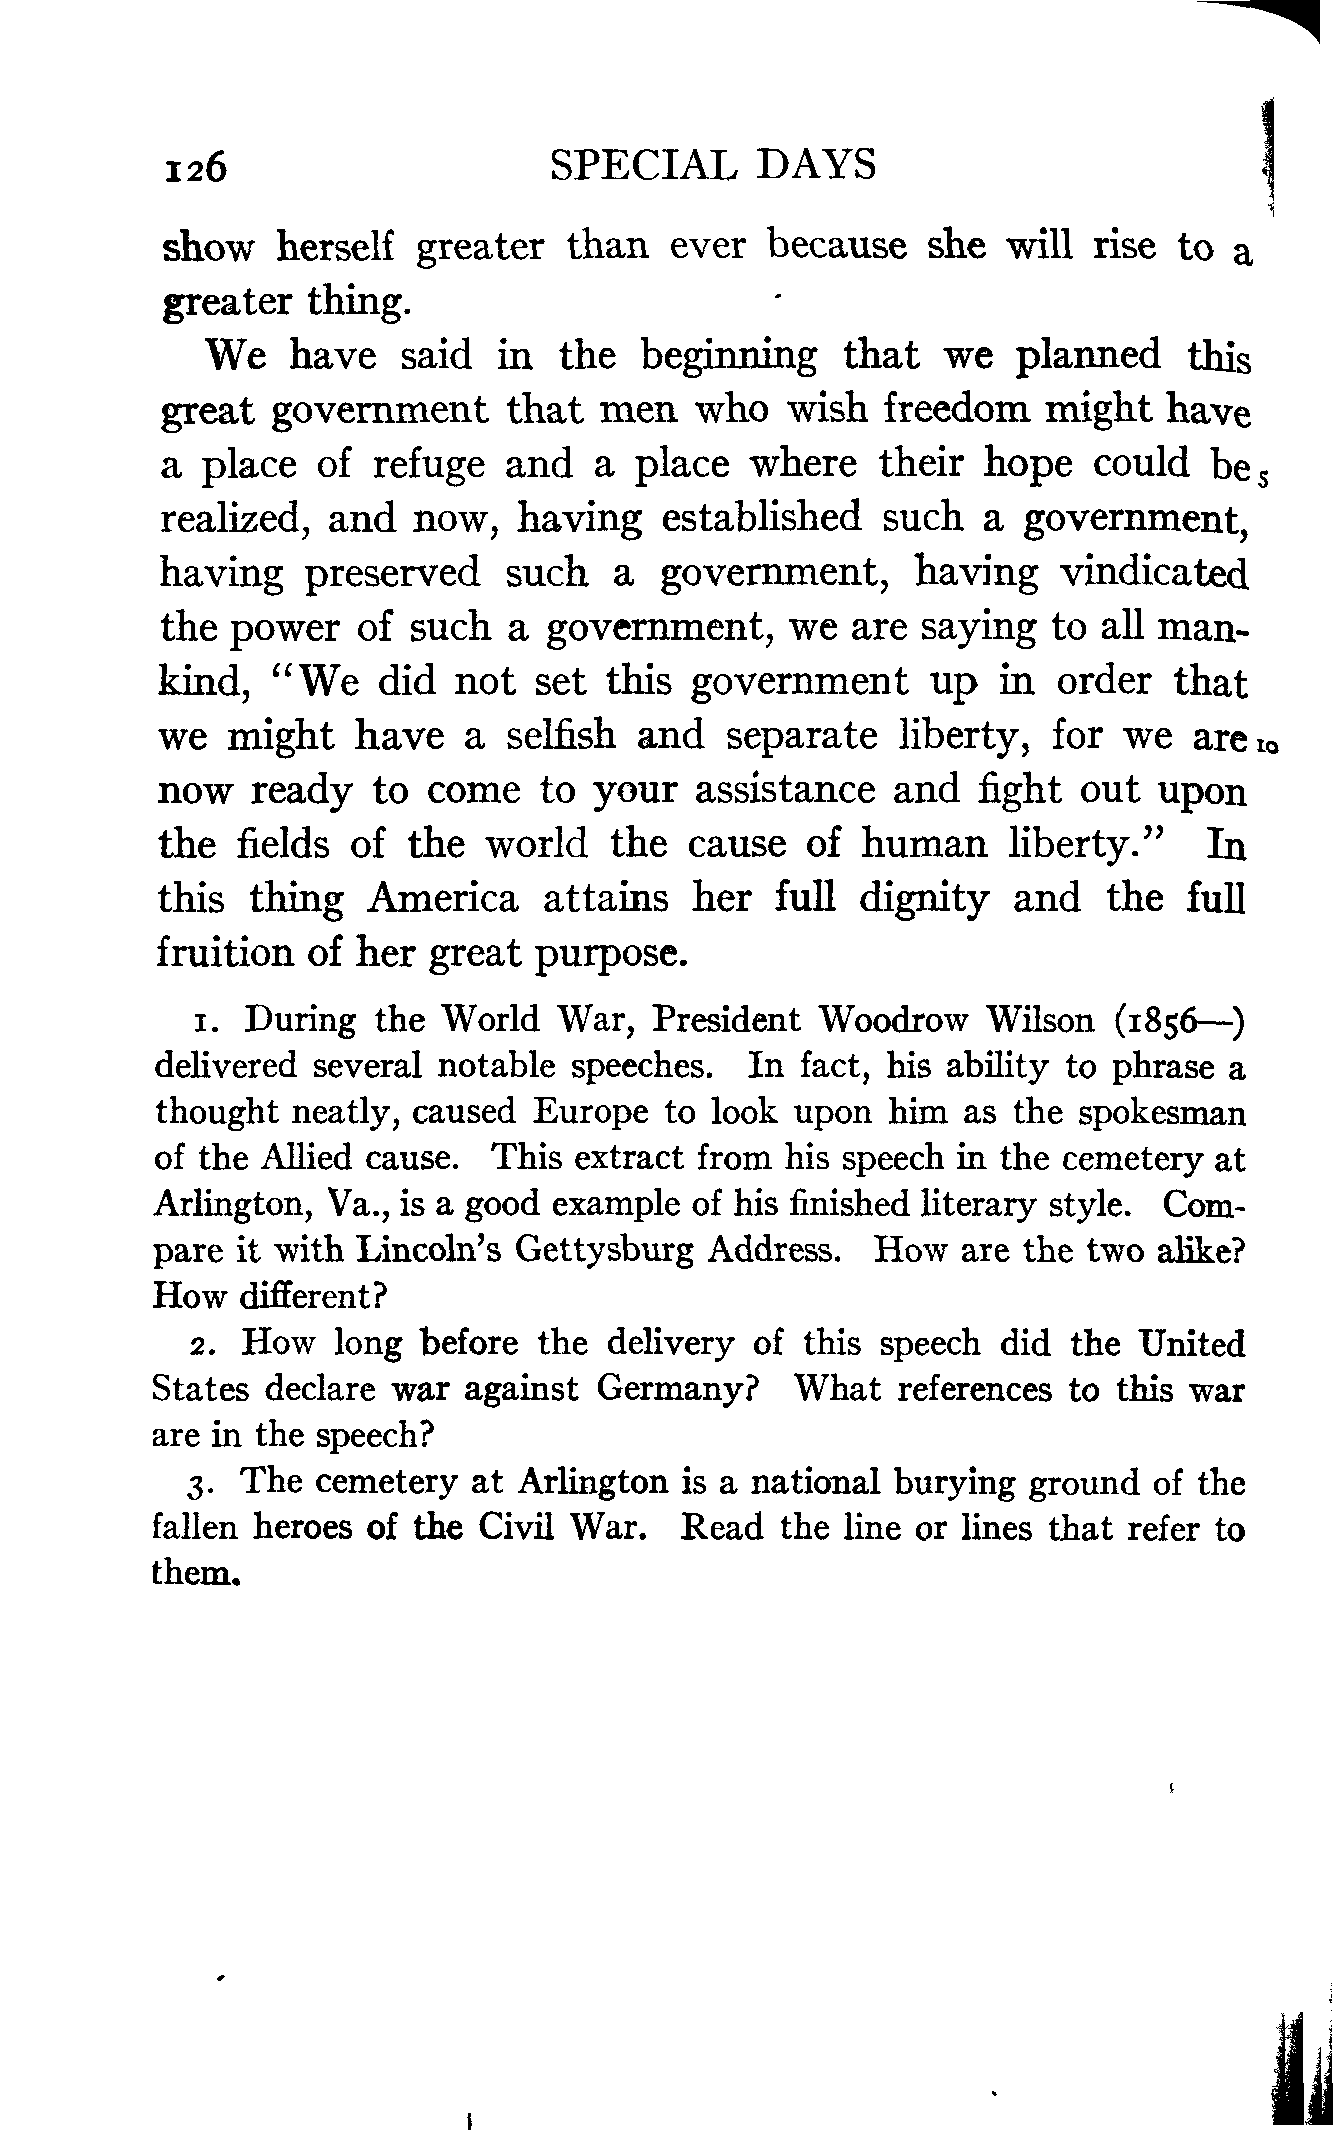 126 SPECIAL DAYS
show herself greater than ever because she will rise to a
greater thing.
We have said in the beginning that we planned this
great government that men who wish freedom might have
a place of refuge and a place where their hope could be 5
realized, and now, having established such a government,
having preserved such a government, having vindicated
the power of such a government, we are saying to all man-
kind, "We did not set this government up in order that
we might have a selfish and separate liberty, for we are 10
now ready to come to your assistance and fight out upon
the fields of the world the cause of human liberty." In
this thing America attains her full dignity and the full
fruition of her great purpose.
1. During the World War, President Woodrow Wilson (1856—)
delivered several notable speeches. In fact, his ability to phrase a
thought neatly, caused Europe to look upon him as the spokesman
of the Allied cause. This extract from his speech in the cemetery at
Arlington, Va., is a good example of his finished literary style. Com-
pare it with Lincoln's Gettysburg Address. How are the two alike?
How different?
2. How long before the delivery of this speech did the United
States declare war against Germany? What references to this war
are in the speech?
3. The cemetery at Arlington is a national burying ground of the
fallen heroes of the Civil War. Read the line or lines that refer to
them.